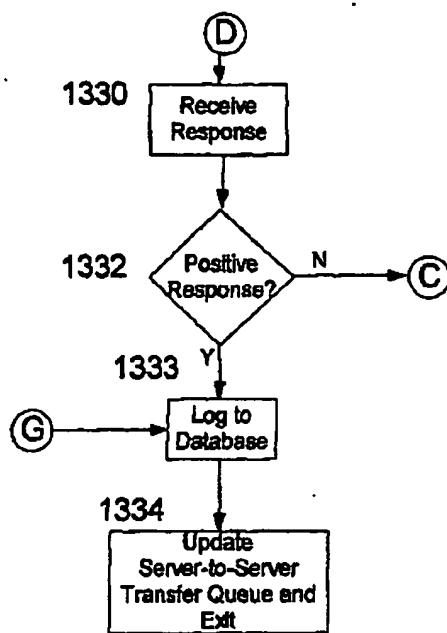 D
1330
Receive
Response
1332
Positive
Response?
N
C
Y
1333
G
Log to
Database
1334
Update
Server-to-Server
Transfer Queue and
Exit